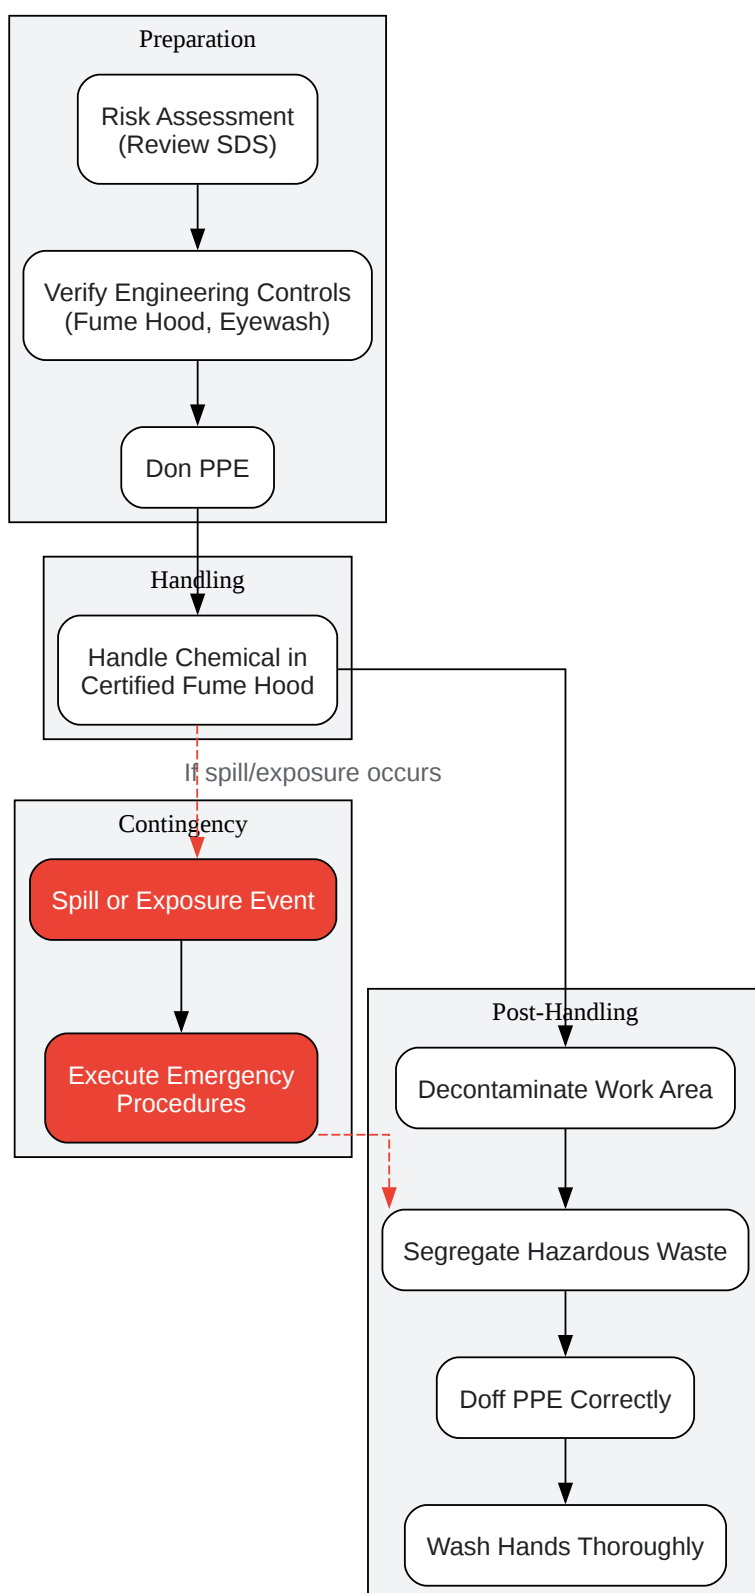 Preparation
Risk Assessment
(Review SDS)
Verify Engineering Controls
(Fume Hood, Eyewash)
Don PPE
Handling
Handle Chemical in
Certified Fume Hood
If spill/exposure occurs
Contingency
Spill or Exposure Event
Execute Emergency
Procedures
Post-Handling
Decontaminate Work Area
Segregate Hazardous Waste
Doff PPE Correctly
Wash Hands Thoroughly